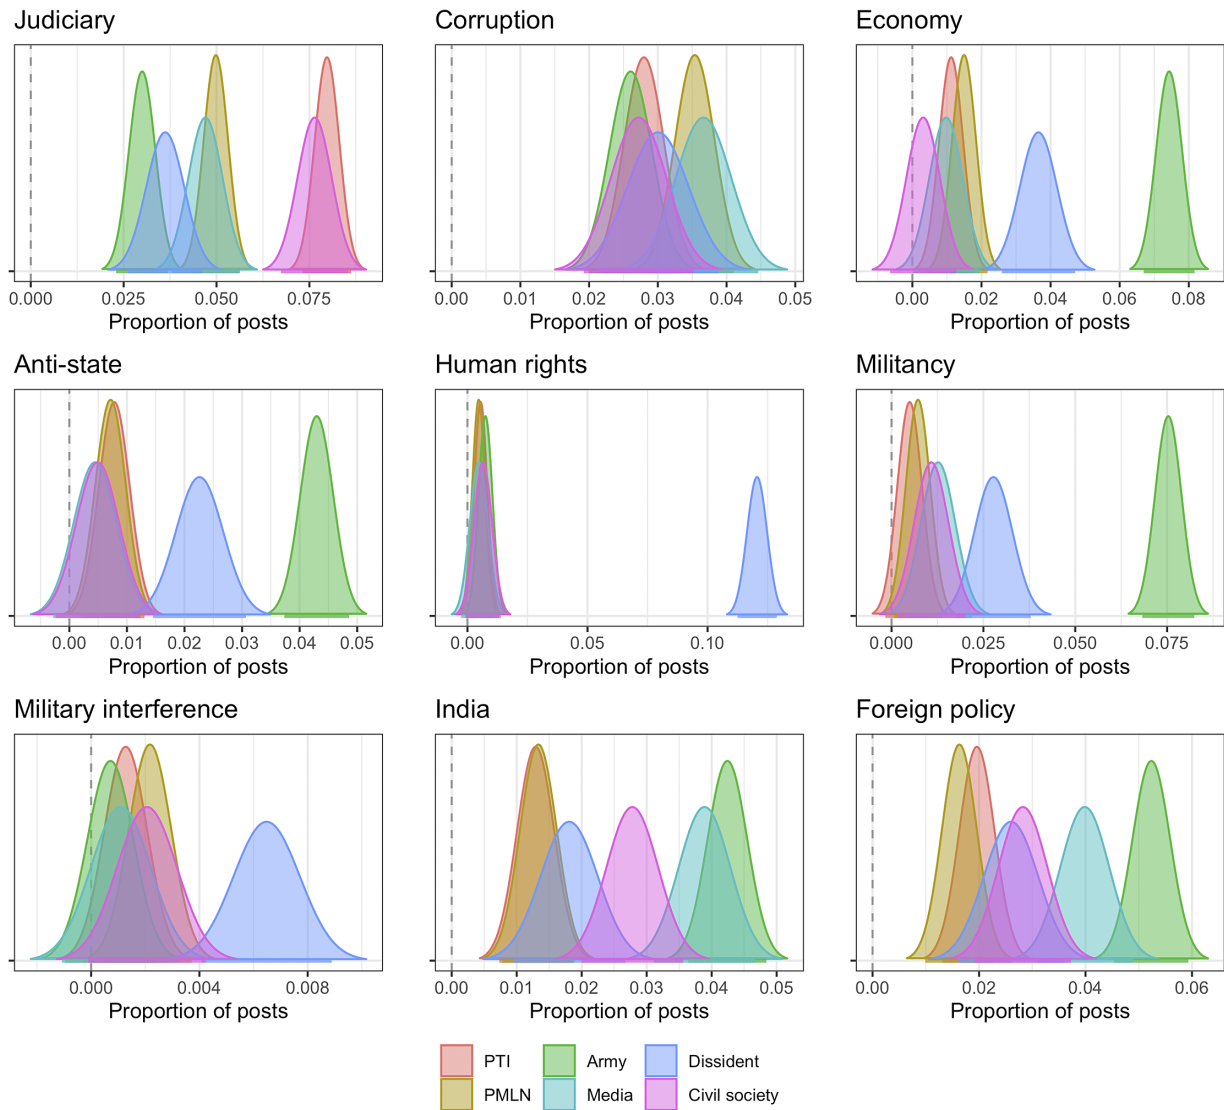 Judiciary Corruption Economy
0.000 0.025 0.050 0.075 0.00 0.01 0.02 0.03 0.04 0.05 0.00 0.02 0.04 0.06 0.08
Proportion of posts Proportion of posts Proportion of posts
Anti-state Human rights Militancy
0.00 0.01 0.02 0.03 0.04 0.05 0.00 0.05 0.10 0.000 0.025 0.050 0.075
Proportion of posts Proportion of posts Proportion of posts
Military interference India Foreign policy
0.000 0.004 0.008 0.00 0.01 0.02 0.03 0.04 0.05 0.00 0.02 0.04 0.06
Proportion of posts Proportion of posts Proportion of posts
PTI Army Dissident
PMLN Media Civil society